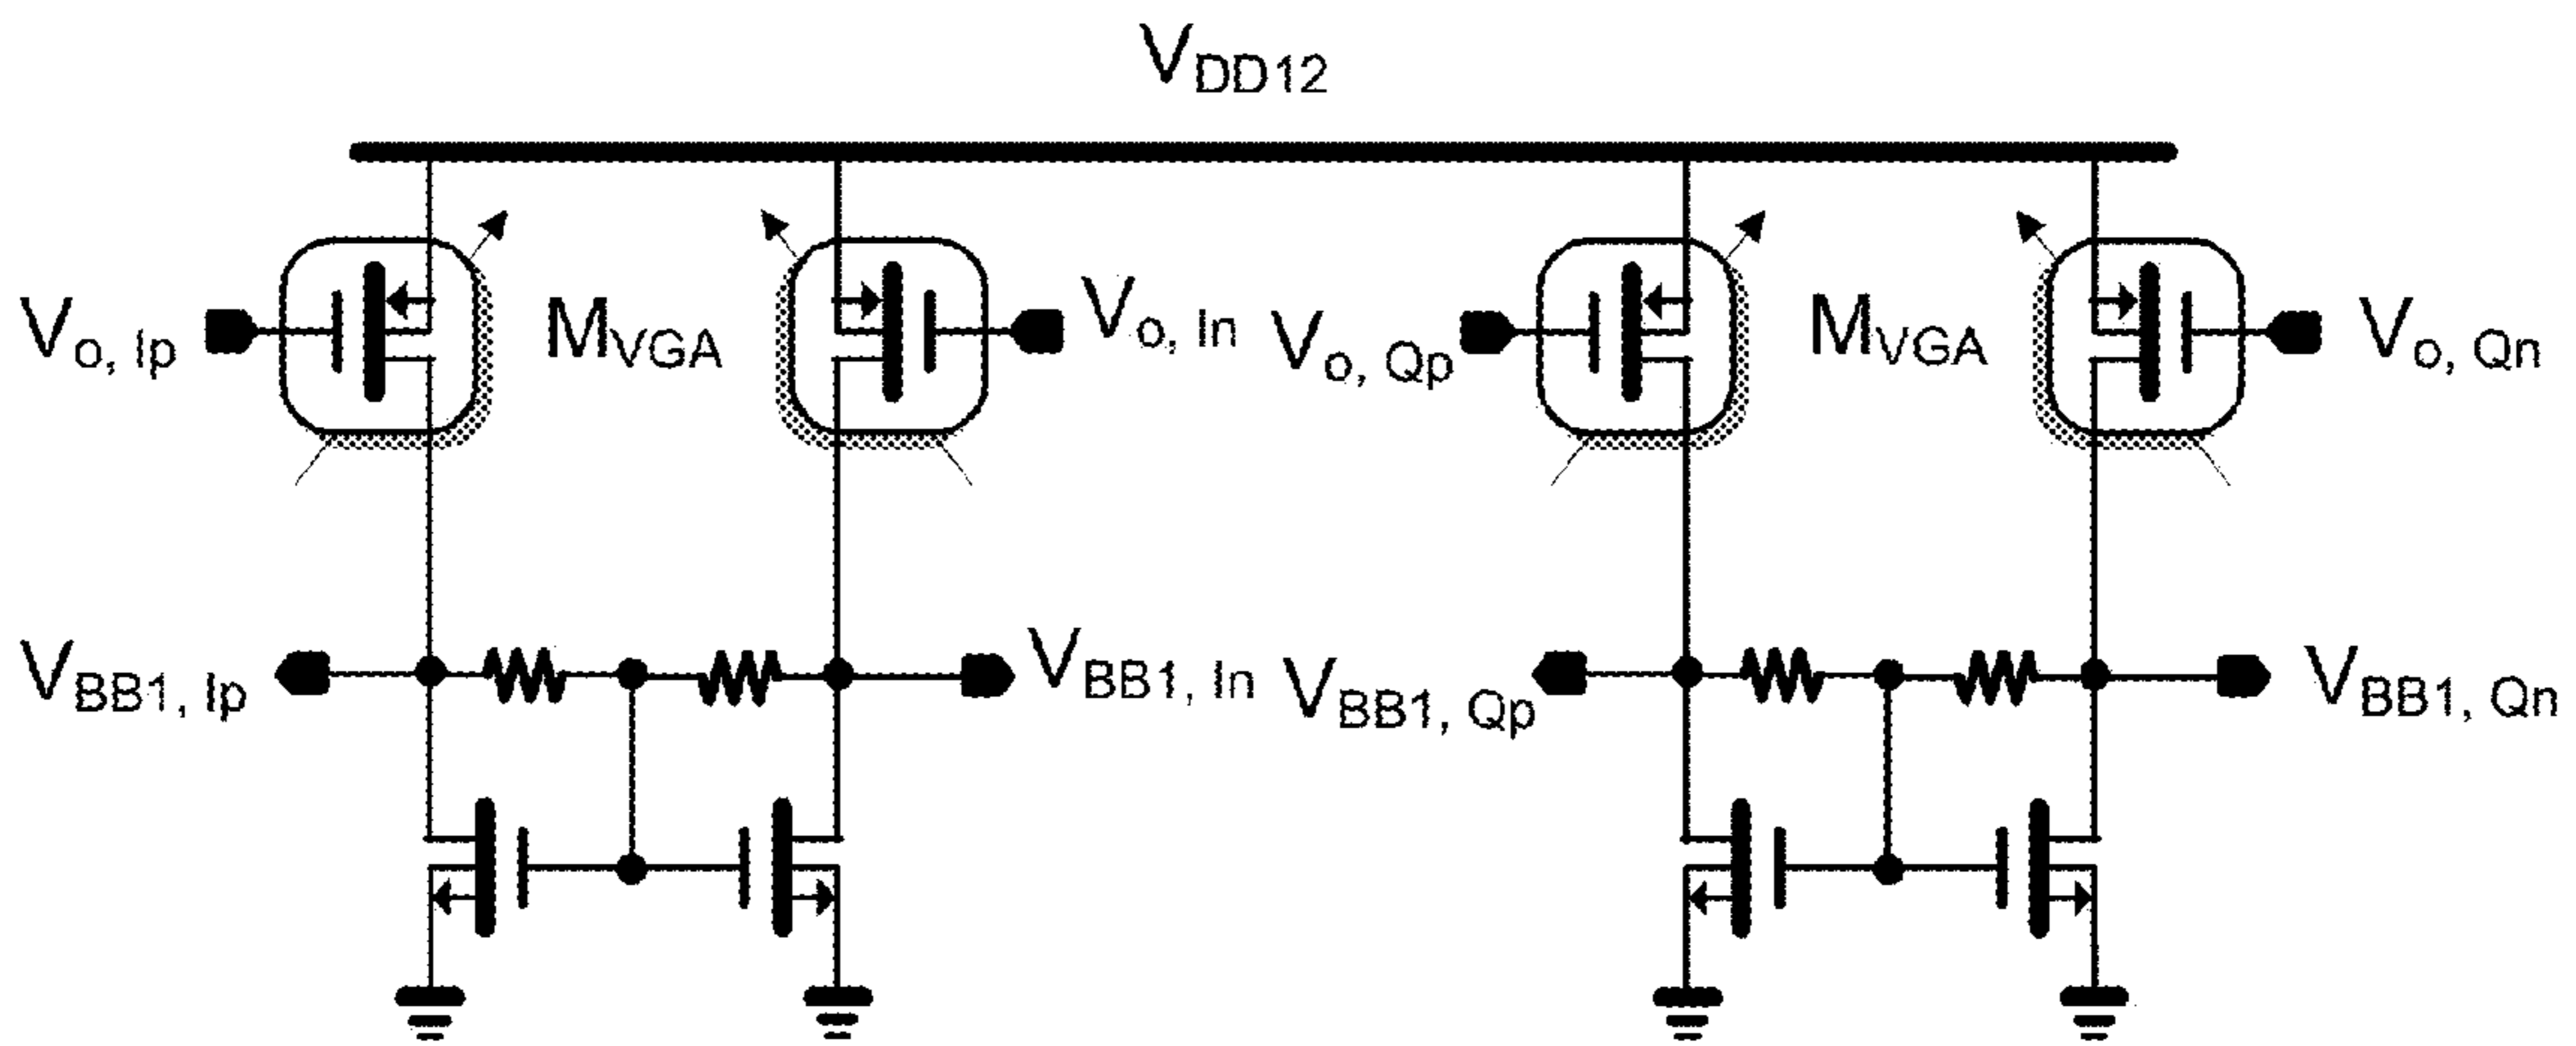 VDD12
Vo, Ip
MVGA
Vo, In
Vo, Qp
MVGA
Vo, Qn
VBB1, Ip
VBB1, In
VBB1, Qp
VBB1, Qn